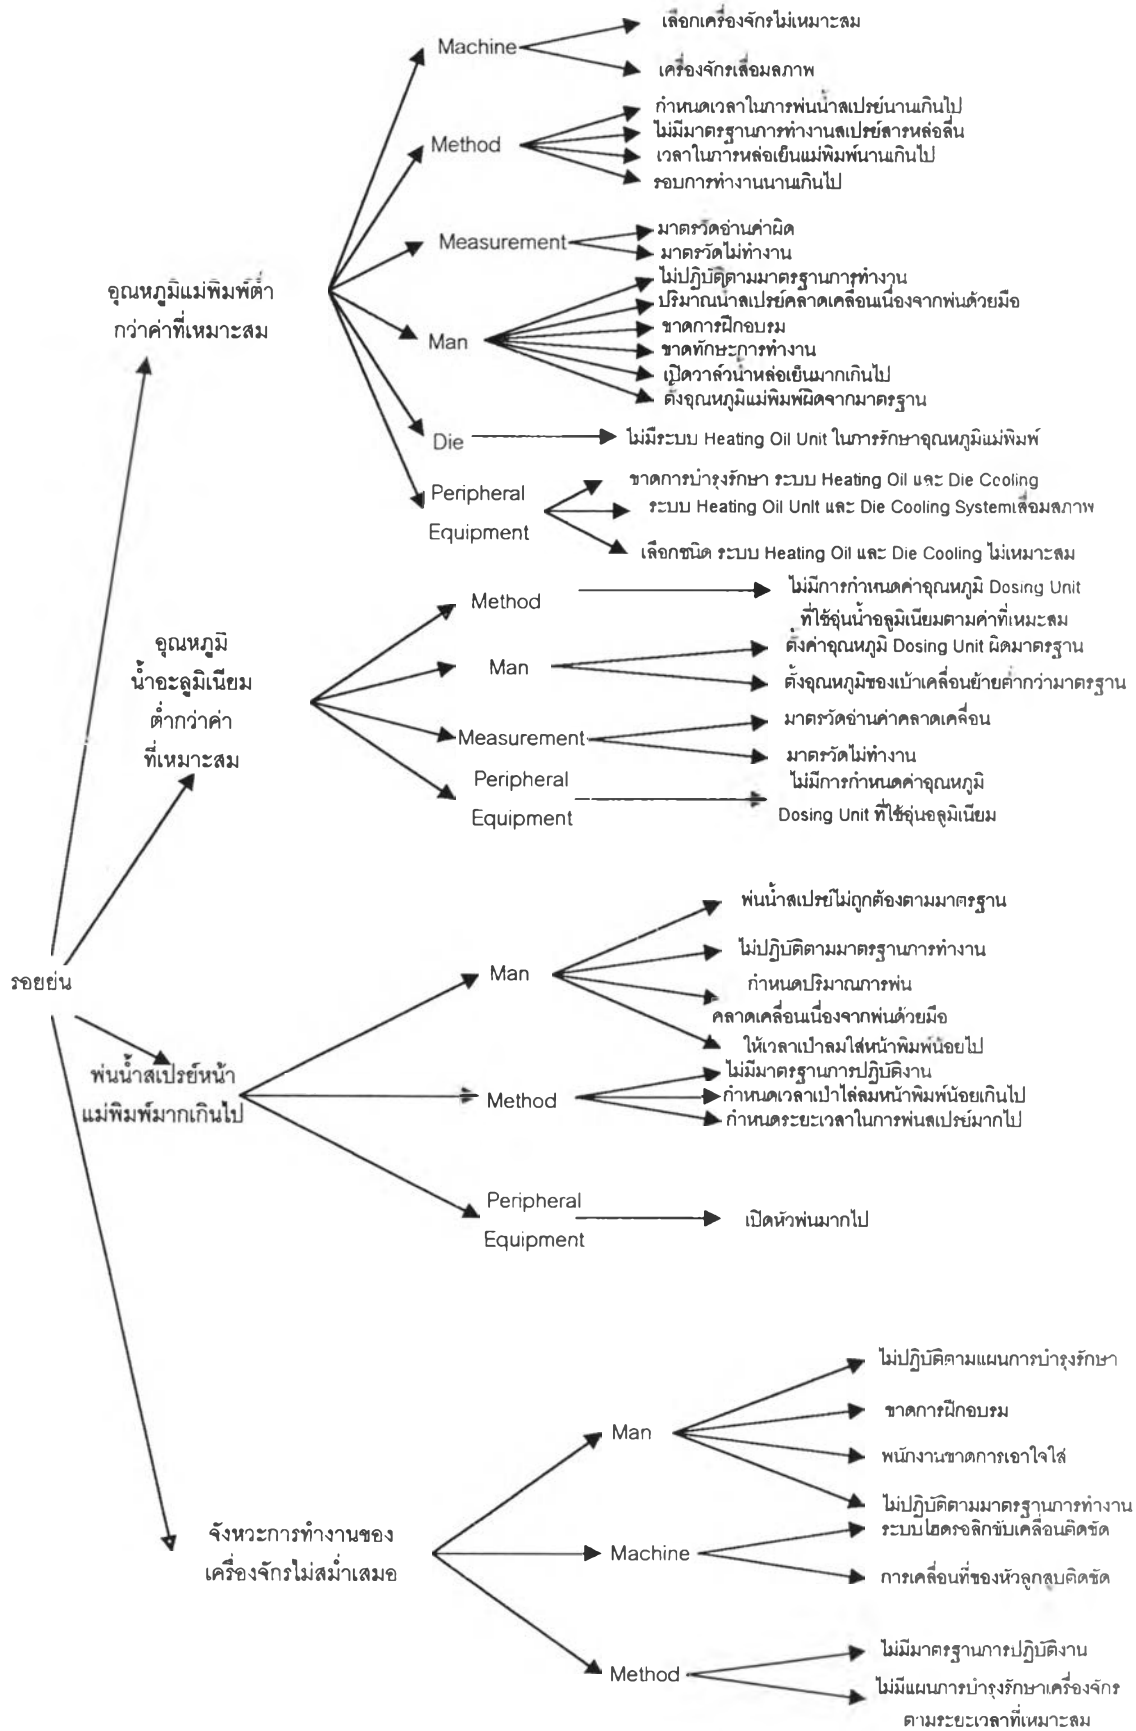 เลือกเครื่องจักรไม่เหมาะสม
Machine
เครื่องจักรเสื่อมสภาพ
กำหนดเวลาในการพ่นน้ำสเปรย์นานเกินไป
ไม่มีมาตรฐานการทำงานสเปรย์สารหล่อลื่น
Method
เวลาในการหล่อเย็นแม่พิมพ์นานเกินไป
รอบการทำงานนานเกินไป
มาตรวัดอ่านค่าผิด
Measurement
มาตรวัดไม่ทำงาน
อุณหภูมิแม่พิมพ์ต่ำ
กว่าค่าที่เหมาะสม
ไม่ปฏิบัติตามมาตรฐานการทำงาน
ปริมาณน้ำสเปรย์คลาดเคลื่อนเนื่องจากพ่นด้วยมือ
ขาดการฝึกอบรม
Man
ขาดทักษะการทำงาน
เปิดวาล์วน้ำหล่อเย็นมากเกินไป
ตั้งอุณหภูมิแม่พิมพ์ผิดจากมาตรฐาน
Die
ไม่มีระบบ Heating Oil Unit ในการรักษาอุณหภูมิแม่พิมพ์
Peripheral
Equipment
ขาดการบำรุงรักษา ระบบ Heating Oil และ Die Cooling
ระบบ Heating Oil Unit และ Die Cooling Systemเสื่อมสภาพ
เลือกชนิด ระบบ Heating Oil และ Die Cooling ไม่เหมาะสม
Method
ไม่มีการกำหนดค่าอุณหภูมิ Dosing Unit
ที่ใช้อุ่นน้ำอลูมิเนียมตามค่าที่เหมะสม
อุณหภูมิ
น้ำอะลูมิเนียม
ต่ำกว่าค่า
ที่เหมาะสม
Man
ตั้งค่าอุณหภูมิ Dosing Unit ผิดมาตรฐาน
ตั้งอุณหภูมิของเบ้าเคลื่อนย้ายต่ำกว่ามาตรฐาน
Measurement
มาตรวัดอ่านค่าคลาดเคลื่อน
มาตรวัดไม่ทำงาน
Peripheral
Equipment
ไม่มีการกำหนดค่าอุณหภูมิ
Dosing Unit ที่ใช้อุ่นอลูมิเนียม
รอยย่น
พ่นน้ำสเปรย์ไม่ถูกต้องตามมาตรฐาน
ไม่ปฏิบัติตามมาตรฐานการทำงาน
Man
กำหนดปริมาณการพ่น
คลาดเคลื่อนเนื่องจากพ่นด้วยมือ
ให้เวลาเป่าลมใส่หน้าพิมพ์น้อยไป
พ่นน้ำสเปรย์หน้า
แม่พิมพ์มากเกินไป
ไม่มีมาตรฐานการปฏิบัติงาน
Method
กำหนดเวลาเป่าไล่ลมหน้าพิมพ์น้อยเกินไป
กำหนดระยะเวลาในการพ่นสเปรย์มากไป
Peripheral
Equipment
เปิดหัวพ่นมากไป
ไม่ปฏิบัติตามแผนการบำรุงรักษา
ขาดการฝึกอบรม
Man
พนักงานขาดการเอาใจใส่
ไม่ปฏิบัติตามมาตรฐานการทำงาน
จังหวะการทำงานของ
เครื่องจักรไม่สม่ำเสมอ
ระบบไฮดรอลิกขับเคลื่อนติดขัด
Machine
การเคลื่อนที่ของหัวลูกสูบติดขัด
ไม่มีมาตรฐานการปฏิบัติงาน
Method
ไม่มีแผนการบำรุงรักษาเครื่องจักร
ตามระยะเวลาที่เหมาะสม